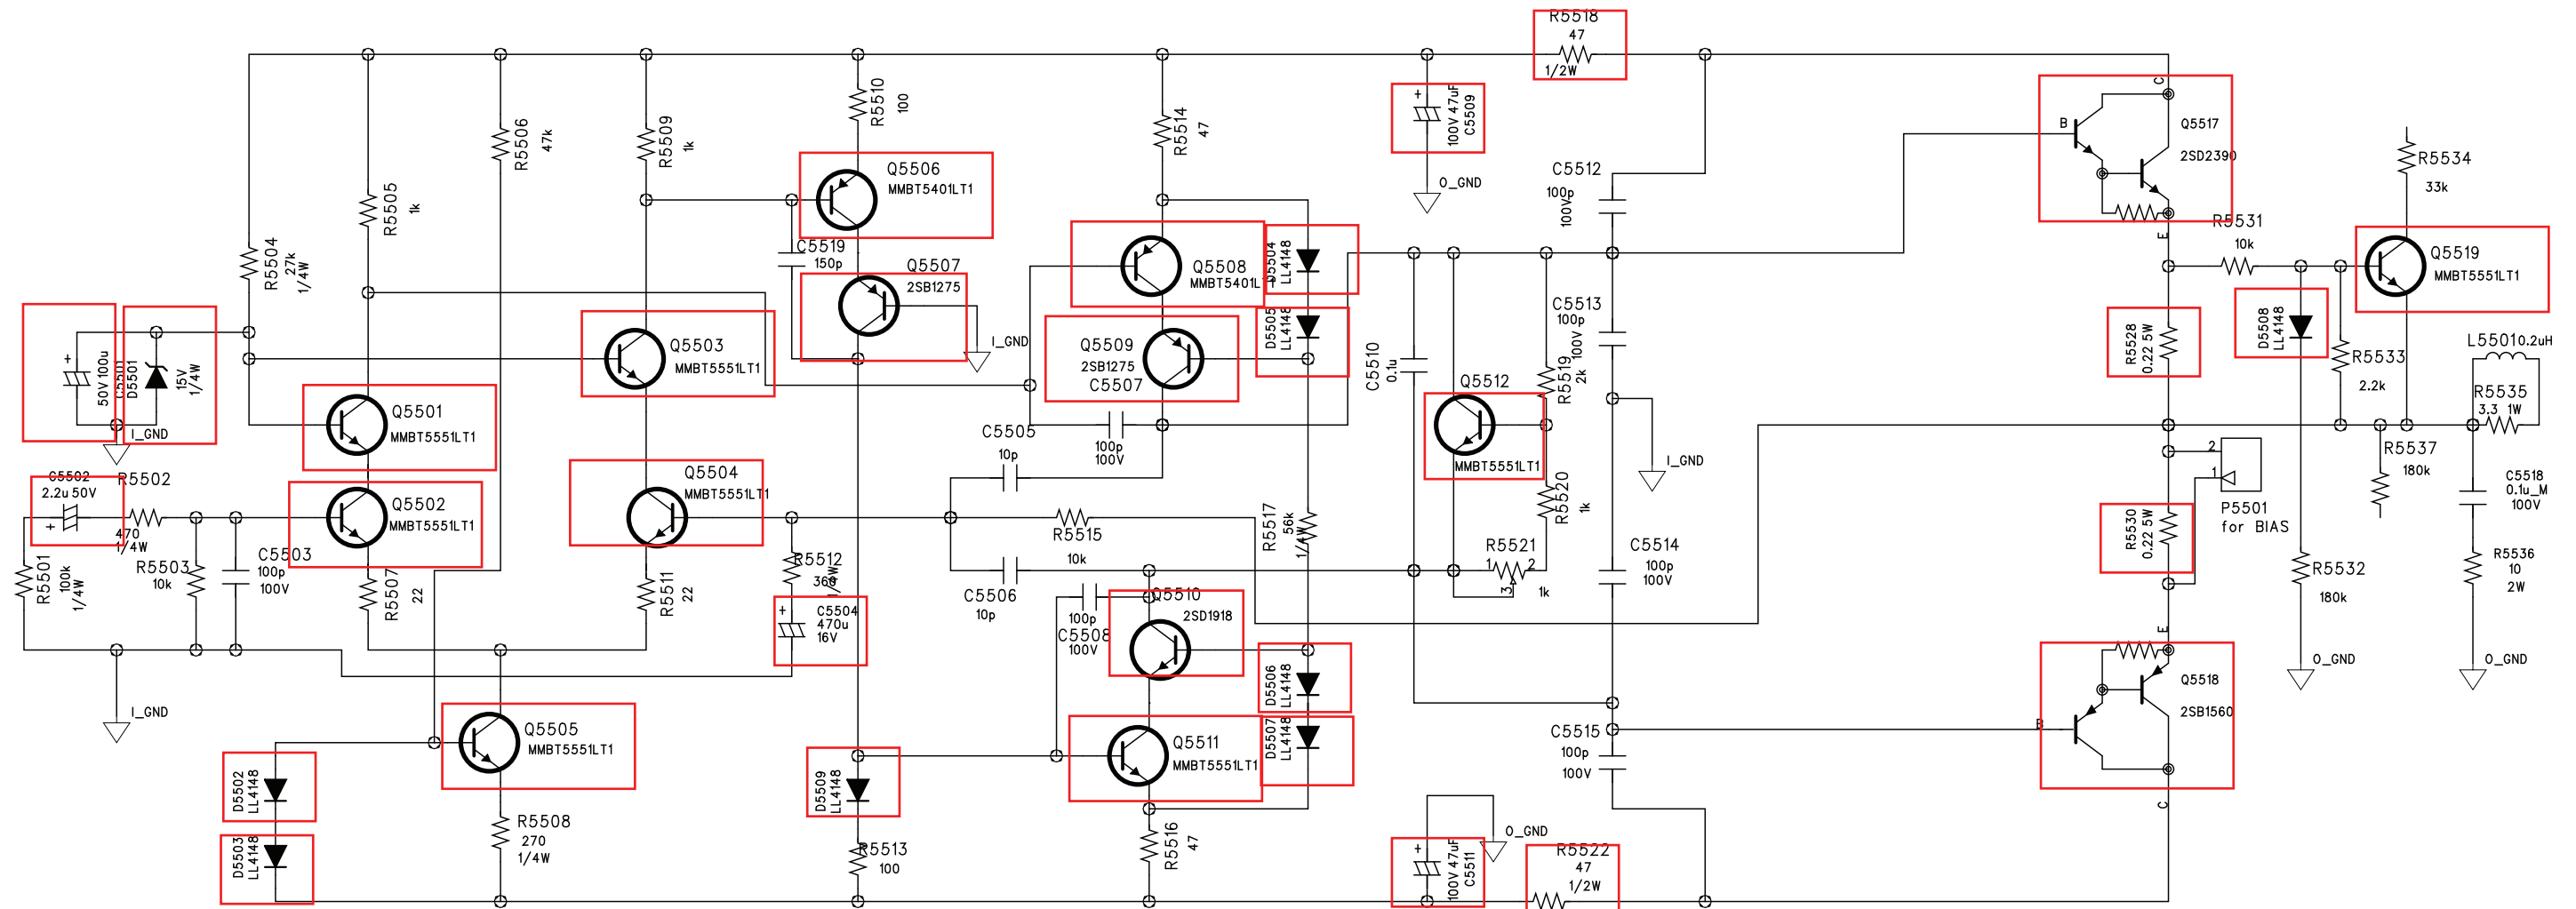 R5518
47
1/2W
100V 47uF
C5509
O_GND
R5510
100
R5514
47
R5506
47k
R5509
1k
R5505
1k
R5504
27k
1/4W
Q5506
MMBT5401LT1
C5519
150p
Q5507
2SB1275
I_GND
Q5508
MMBT5401LT1
D5504
LL4148
D5505
LL4148
Q5509
2SB1275
C5507
100p
100V
C5512
100p
100V
C5513
100p
100V
C5510
0.1u
Q5512
MMBT5551LT1
R5519
2k
R5520
1k
R5521
1
2
3
1k
I_GND
C5514
100p
100V
C5515
100p
100V
C
B
Q5517
2SD2390
E
R5531
10k
R5534
33k
Q5519
MMBT5551LT1
D5508
LL4148
R5533
2.2k
R5528
0.22 5W
L5501 0.2uH
R5535
3.3 1W
R5537
180k
2
1
P5501
for BIAS
R5530
0.22 5W
C5518
0.1u_M
100V
R5536
10
2W
R5532
180k
O_GND
O_GND
E
Q5518
2SB1560
B
C
50V 100u
C5501
D5501
15V
1/4W
I_GND
Q5501
MMBT5551LT1
Q5503
MMBT5551LT1
C5502
2.2u 50V
+
R5502
470
1/4W
Q5502
MMBT5551LT1
Q5504
MMBT5551LT1
R5501
100k
1/4W
R5503
10k
C5503
100p
100V
R5507
22
R5511
22
R5512
360
1/4W
C5504
470u
16V
C5505
10p
R5515
10k
C5506
10p
R5517
56k
1/4W
Q5510
2SD1918
100p
C5508
100V
D5506
LL4148
D5507
LL4148
Q5511
MMBT5551LT1
I_GND
Q5505
MMBT5551LT1
D5502
LL4148
D5503
LL4148
R5508
270
1/4W
D5509
LL4148
R5513
100
R5516
47
100V 47uF
C5511
O_GND
R5522
47
1/2W